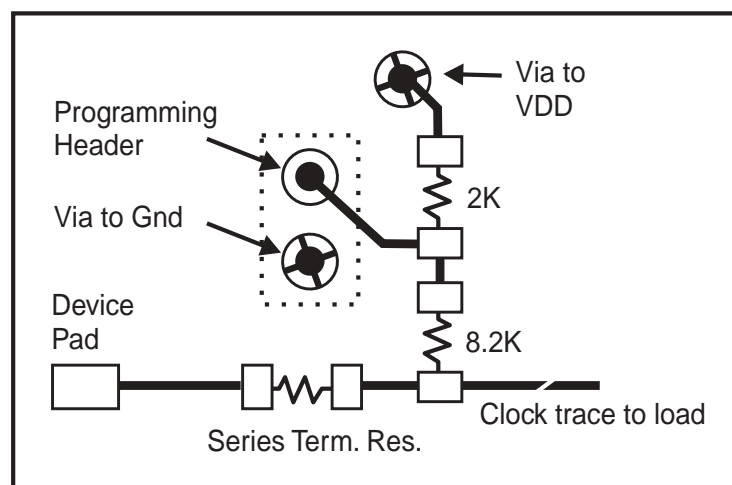 Via to
VDD
Programming
Header
2K
Via to Gnd
Device
Pad
8.2K
Clock trace to load
Series Term. Res.